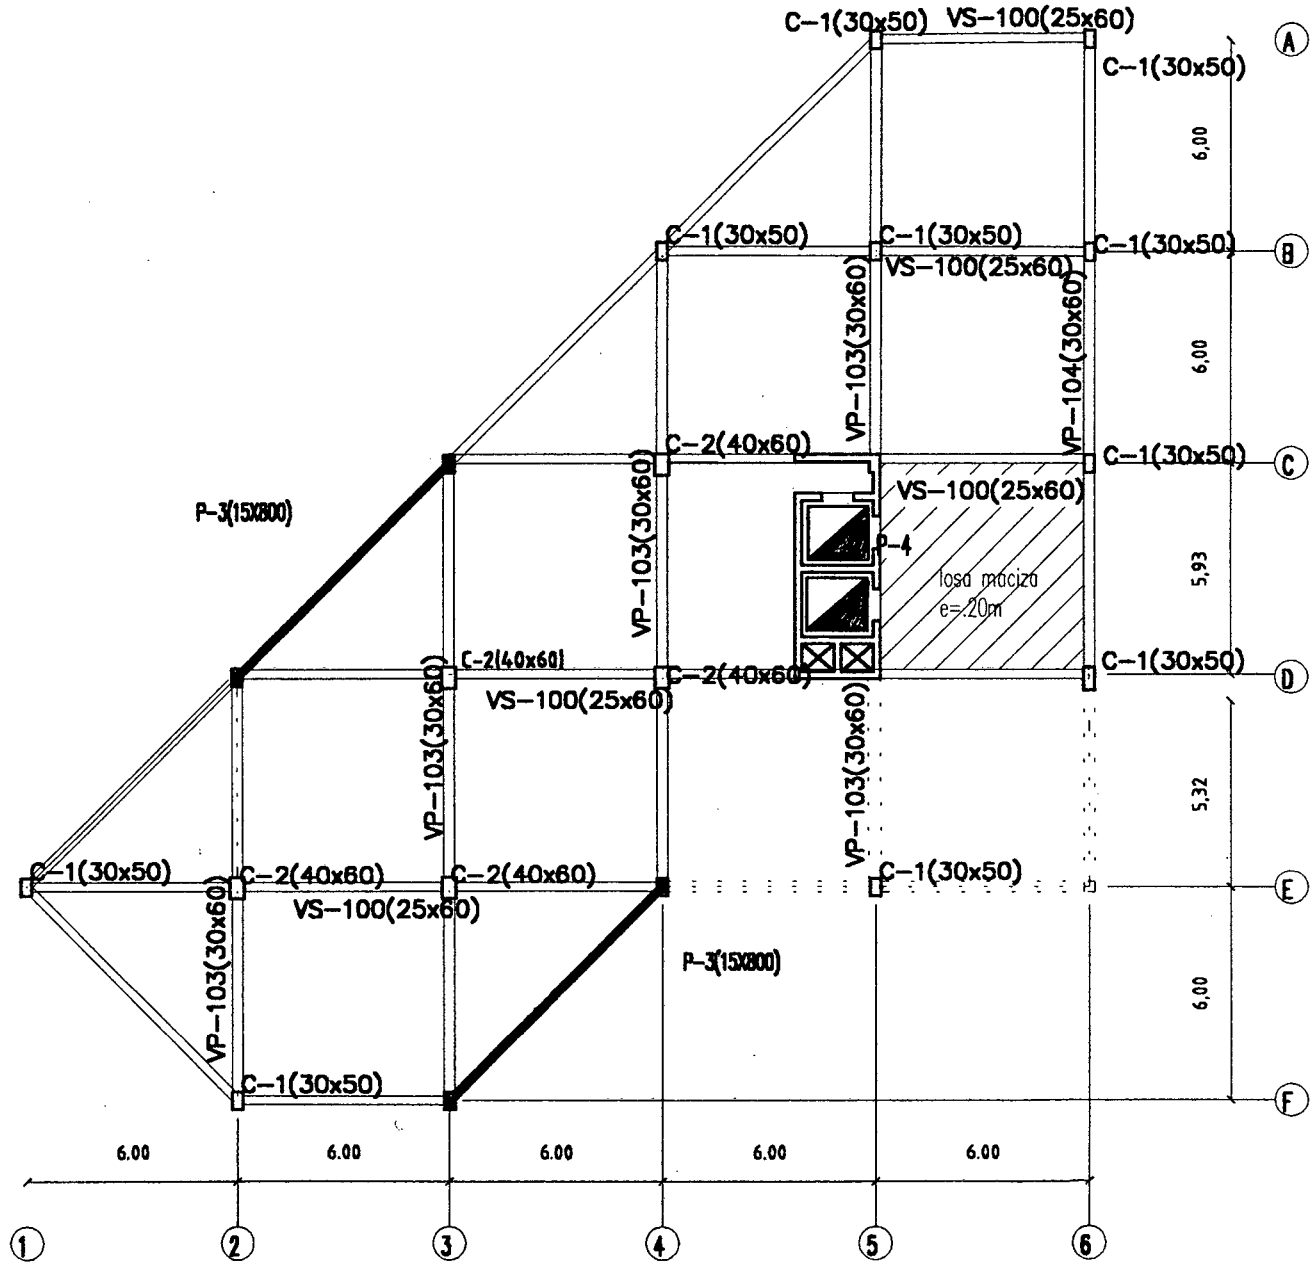 C-1(30x50)
VS-100(25x60)
A
C-1(30x50)
6,00
C-1(30x50)
C-1(30x50)
C-1(30x50)
B
VS-100(25x60)
VP-103(30x60)
VP-104(30x60)
6,00
C-2(40x60)
C-1(30x50)
C
VP-103(30x60)
VS-100(25x60)
P-3(15X800)
P-4
losa maciza
e=.20m
5,93
C-2(40x60)
C-2(40x60)
C-1(30x50)
D
VS-100(25x60)
VP-103(30x60)
VP-103(30x60)
5,32
C-1(30x50)
C-2(40x60)
C-2(40x60)
C-1(30x50)
E
VS-100(25x60)
VP-103(30x60)
P-3(15X800)
6,00
C-1(30x50)
F
6.00
6.00
6.00
6.00
6.00
1
2
3
4
5
6